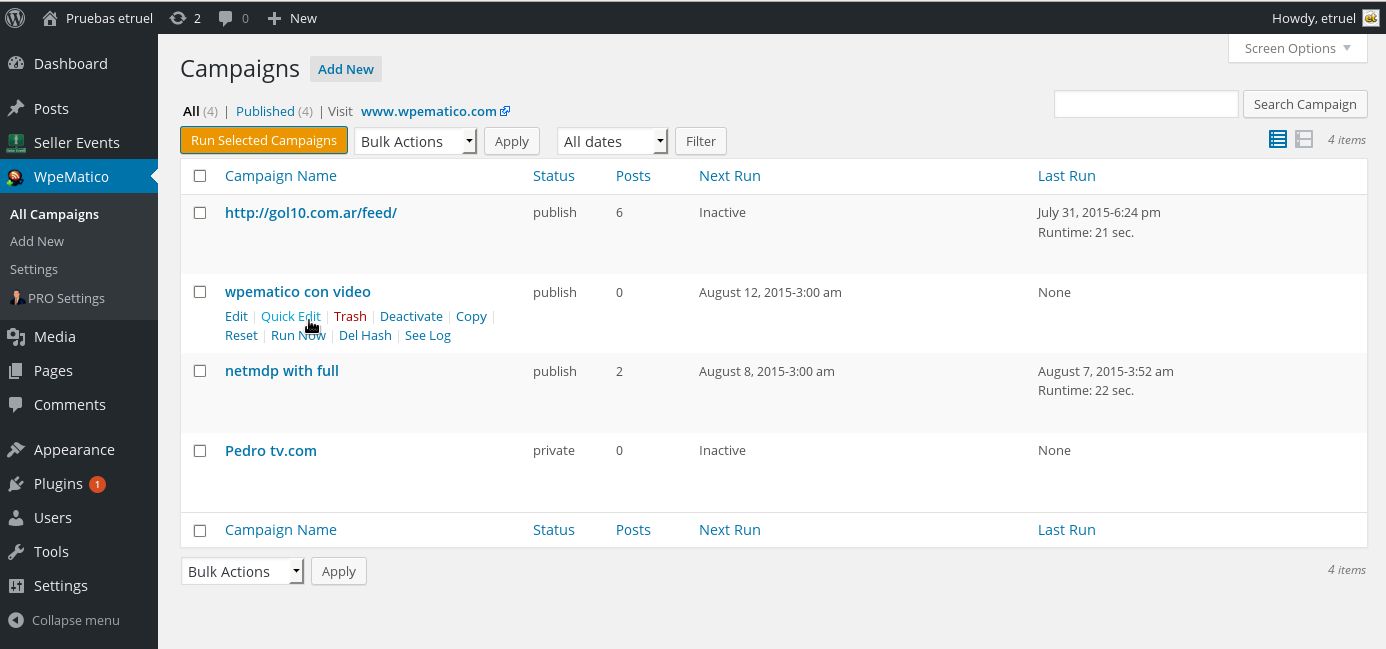 Pruebas etruel 2 0 New Howdy, etruel
Screen Options
Dashboard
Posts
Seller Events
WpeMatico
All Campaigns
Add New
Settings
PRO Settings
Media
Pages
Comments
Appearance
Plugins 1
Users
Tools
Settings
Collapse menu
Campaigns Add New
All (4) | Published (4) | Visit www.wpematico.com
Search Campaign
Run Selected Campaigns Bulk Actions Apply All dates Filter 4 items
Campaign Name Status Posts Next Run Last Run
http://gol10.com.ar/feed/ publish 6 Inactive July 31, 2015-6:24 pm
Runtime: 21 sec.
wpematico con video publish 0 August 12, 2015-3:00 am None
Edit | Quick Edit | Trash | Deactivate | Copy |
Reset | Run Now | Del Hash | See Log
netmdp with full publish 2 August 8, 2015-3:00 am August 7, 2015-3:52 am
Runtime: 22 sec.
Pedro tv.com private 0 Inactive None
Campaign Name Status Posts Next Run Last Run
Bulk Actions Apply 4 items